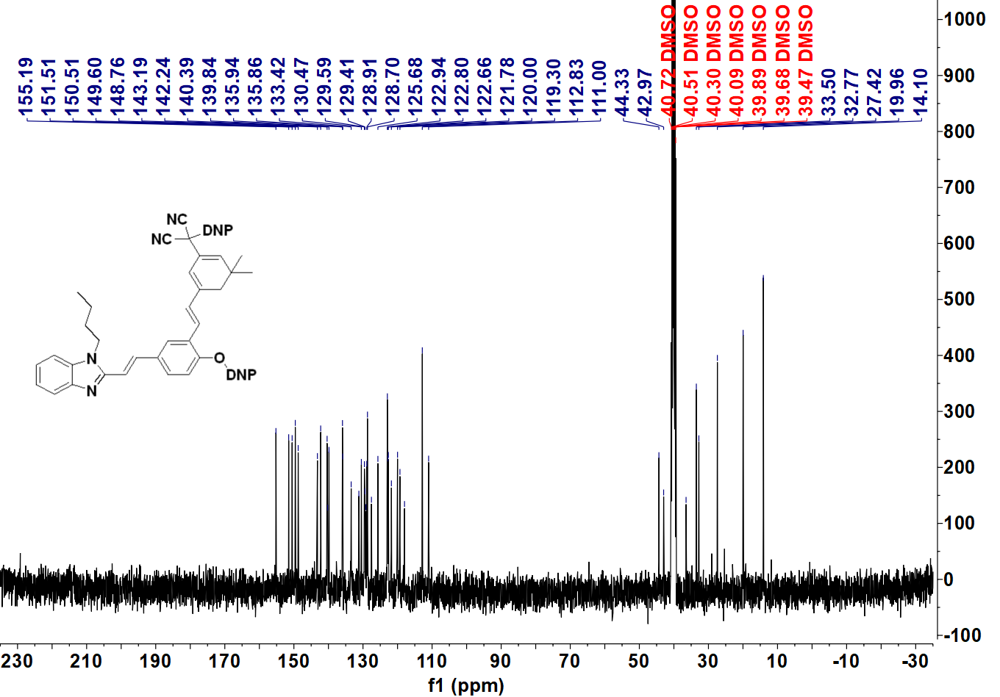 155.19
151.51
150.51
149.60
148.76
143.19
142.24
140.39
139.84
135.94
135.86
133.42
130.47
129.59
129.41
128.91
128.70
125.68
122.94
122.80
122.66
121.78
120.00
119.30
112.83
111.00
44.33
42.97
40.72 DMSO
40.51 DMSO
40.30 DMSO
40.09 DMSO
39.89 DMSO
39.68 DMSO
39.47 DMSO
33.50
32.77
27.42
19.96
14.10
NC
NC
DNP
N
N
O
DNP
1000
900
800
700
600
500
400
300
200
100
0
-100
230 210 190 170 150 130 110 90 70 50 30 10 -10 -30
f1 (ppm)